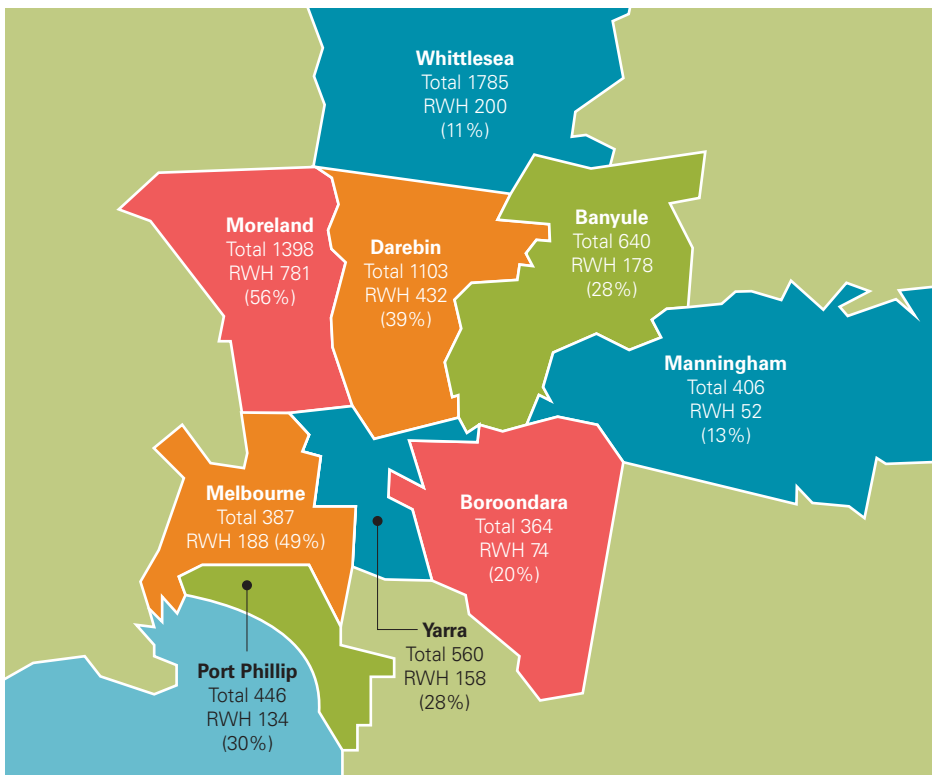 Whittlesea
Total 1785
RWH 200
(11%)
Moreland
Total 1398
RWH 781
(56%)
Darebin
Total 1103
RWH 432
(39%)
Banyule
Total 640
RWH 178
(28%)
Manningham
Total 406
RWH 52
(13%)
Melbourne
Total 387
RWH 188 (49%)
Boroondara
Total 364
RWH 74
(20%)
Yarra
Total 560
RWH 158
(28%)
Port Phillip
Total 446
RWH 134
(30%)